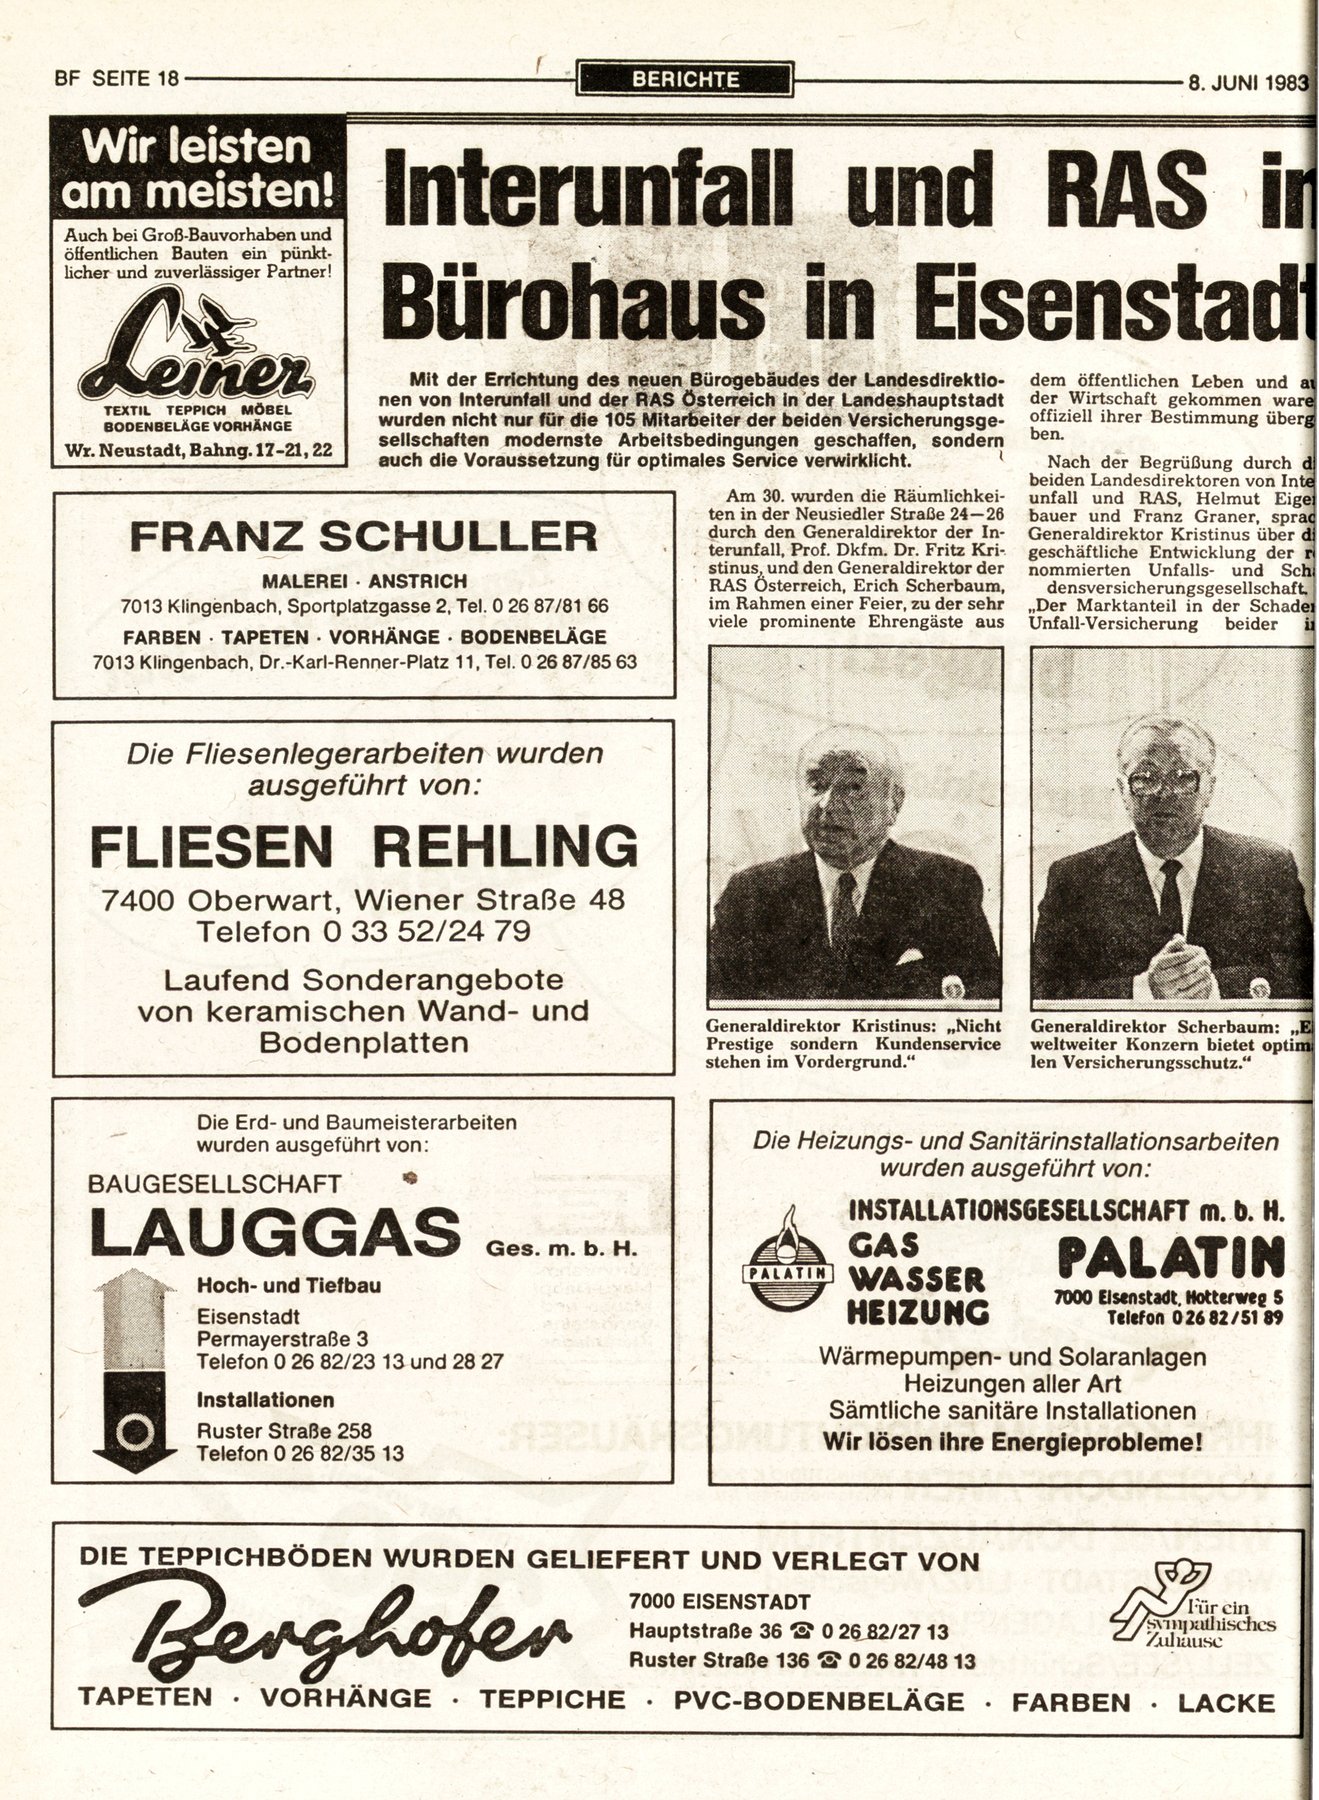 BF SEITE 18
BERICHTE
8. JUNI 1983
Wir leisten
am meisten!
Auch bei Groß-Bauvorhaben und
öffentlichen Bauten ein pünkt-
licher und zuverlässiger Partner!
Leiner
TEXTIL TEPPICH MÖBEL
BODENBELÄGE VORHÄNGE
Wr. Neustadt, Bahng. 17-21, 22
Interunfall und RAS in
Bürohaus in Eisenstadt
Mit der Errichtung des neuen Bürogebäudes der Landesdirektio-
nen von Interunfall und der RAS Österreich in der Landeshauptstadt
wurden nicht nur für die 105 Mitarbeiter der beiden Versicherungsge-
sellschaften modernste Arbeitsbedingungen geschaffen, sondern
auch die Voraussetzung für optimales Service verwirklicht.
Am 30. wurden die Räumlichkei-
ten in der Neusiedler Straße 24—26
durch den Generaldirektor der In-
terunfall, Prof. Dkfm. Dr. Fritz Kri-
stinus, und den Generaldirektor der
RAS Österreich, Erich Scherbaum,
im Rahmen einer Feier, zu der sehr
viele prominente Ehrengäste aus
dem öffentlichen Leben und au
der Wirtschaft gekommen ware
offiziell ihrer Bestimmung überg
ben.
Nach der Begrüßung durch d
beiden Landesdirektoren von Inte
unfall und RAS, Helmut Eige
bauer und Franz Graner, sprac
Generaldirektor Kristinus über d
geschäftliche Entwicklung der r
nommierten Unfalls- und Sch
densversicherungsgesellschaft.
„Der Marktanteil in der Schade
Unfall-Versicherung beider i
Generaldirektor Kristinus: „Nicht
Prestige sondern Kundenservice
stehen im Vordergrund.“
Generaldirektor Scherbaum: „E
weltweiter Konzern bietet optim
len Versicherungsschutz.“
FRANZ SCHULLER
MALEREI · ANSTRICH
7013 Klingenbach, Sportplatzgasse 2, Tel. 0 26 87/81 66
FARBEN · TAPETEN · VORHÄNGE · BODENBELÄGE
7013 Klingenbach, Dr.-Karl-Renner-Platz 11, Tel. 0 26 87/85 63
Die Fliesenlegerarbeiten wurden
ausgeführt von:
FLIESEN REHLING
7400 Oberwart, Wiener Straße 48
Telefon 0 33 52/24 79
Laufend Sonderangebote
von keramischen Wand- und
Bodenplatten
Die Erd- und Baumeisterarbeiten
wurden ausgeführt von:
BAUGESELLSCHAFT
LAUGGAS Ges. m. b. H.
Hoch- und Tiefbau
Eisenstadt
Permayerstraße 3
Telefon 0 26 82/23 13 und 28 27
Installationen
Ruster Straße 258
Telefon 0 26 82/35 13
Die Heizungs- und Sanitärinstallationsarbeiten
wurden ausgeführt von:
PALATIN
INSTALLATIONSGESELLSCHAFT m. b. H.
GAS
WASSER
HEIZUNG
PALATIN
7000 Eisenstadt, Hotterweg 5
Telefon 0 26 82/51 89
Wärmepumpen- und Solaranlagen
Heizungen aller Art
Sämtliche sanitäre Installationen
Wir lösen ihre Energieprobleme!
DIE TEPPICHBÖDEN WURDEN GELIEFERT UND VERLEGT VON
Berghofer
7000 EISENSTADT
Hauptstraße 36 ☎ 0 26 82/27 13
Ruster Straße 136 ☎ 0 26 82/48 13
Für ein
sympathisches
Zuhause
TAPETEN · VORHÄNGE · TEPPICHE · PVC-BODENBELÄGE · FARBEN · LACKE